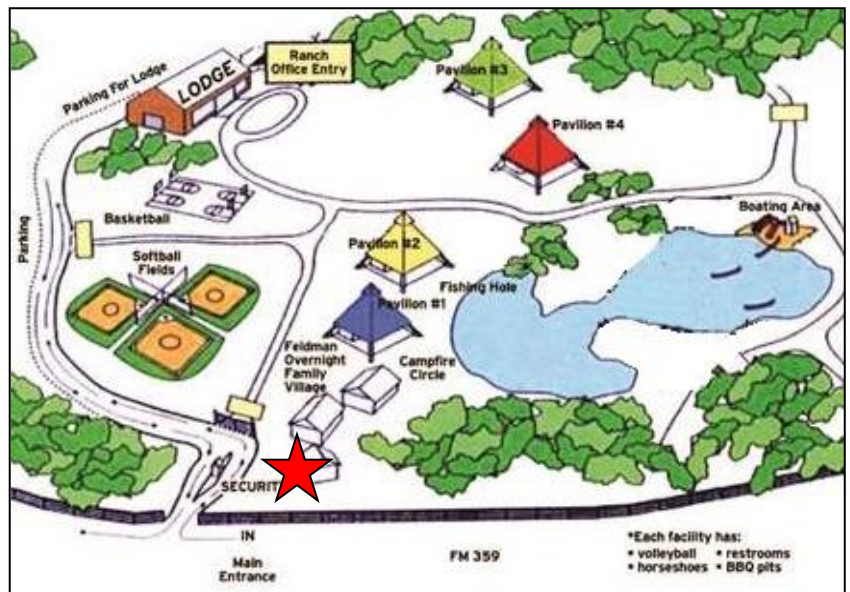 Ranch
Office Entry
LODGE
Parking For Lodge
Pavilion #3
Pavilion #4
Basketball
Boating Area
Parking
Softball
Fields
Pavilion #2
Fishing Hole
Pavilion #1
Feldman
Overnight
Family
Village
Campfire
Circle
SECURIT
IN
Main
Entrance
FM 359
*Each facility has:
• volleyball • restrooms
• horseshoes • BBQ pits